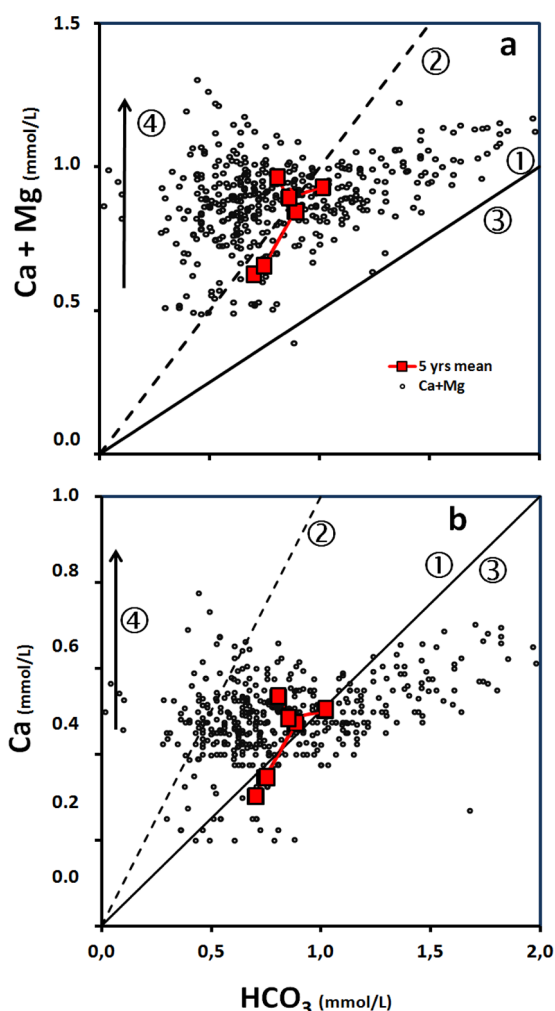 1.5
a
②
④
1.0
①
③
Ca + Mg (mmol/L)
0.5
5 yrs mean
Ca+Mg
0.0
1.0
b
②
①
③
0.8
④
0.6
Ca (mmol/L)
0.4
0.2
0.0
0,0 0,5 1,0 1,5 2,0
HCO₃ (mmol/L)